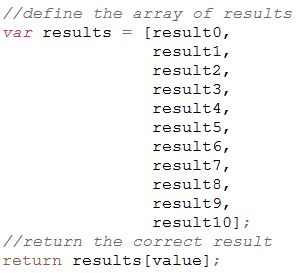 //define the array of results
var results = [result0,
result1,
result2,
result3,
result4,
result5,
result6,
result7,
result8,
result9,
result10];
//return the correct result
return results[value];